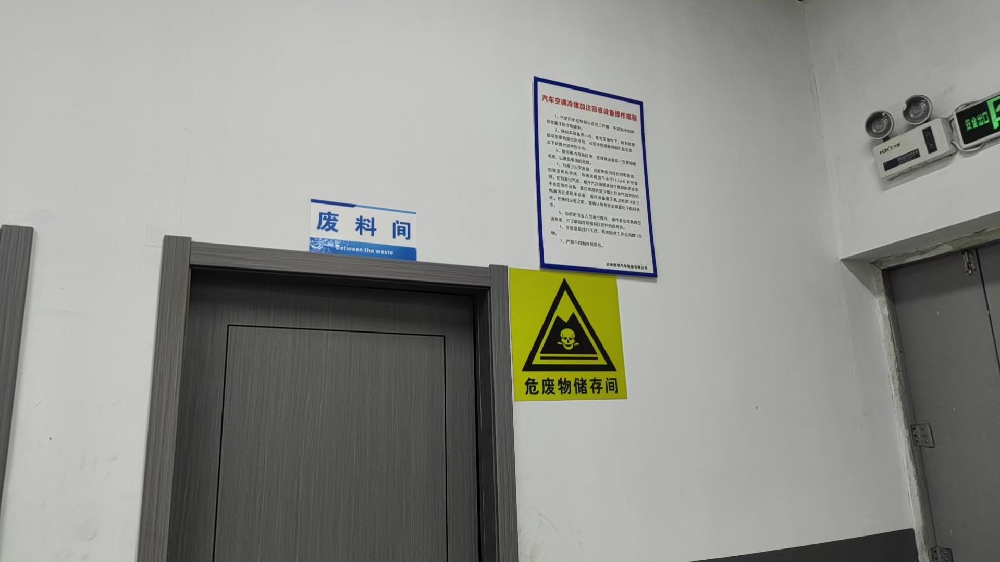 废料间
Between the waste
汽车空调冷媒加注回收设备操作规程
1、不使用未经特别认证的工作罐，不把制冷剂收
到非重注制冷剂罐中。
2、移动本设备要小心，在有压条件下，所有软管
都可能带有液态制冷剂，与制冷剂接触可能引起冻伤，
拆下软管时须特别小心。
3、操作板内有高压电，在维修设备前一定要切断
电源，以避免电击的危险。
4、为减少火灾危险，应避免使用过长的电源线，
如需使用长导线，导线规格应不小于14AWG并尽量
短。在有溢出汽油、敞开汽油桶或其他可燃物的环境中
不能使用本设备，要在能提供至少每小时换气四次的机
械通风处使用本设备，或将设备置于高出地面18英寸
处。在使用设备之前，要确认所有安全装置处于良好状
态。
5、必须由专业人员进行操作，操作者必须熟悉空
调系统，并了解制冷剂和有压部件的危险性。
6、当温度超过49℃时，两次回收工作应间隔10分
钟。
7、严禁不同制冷剂混合。
汽车维修有限公司
危废物储存间
安全出口